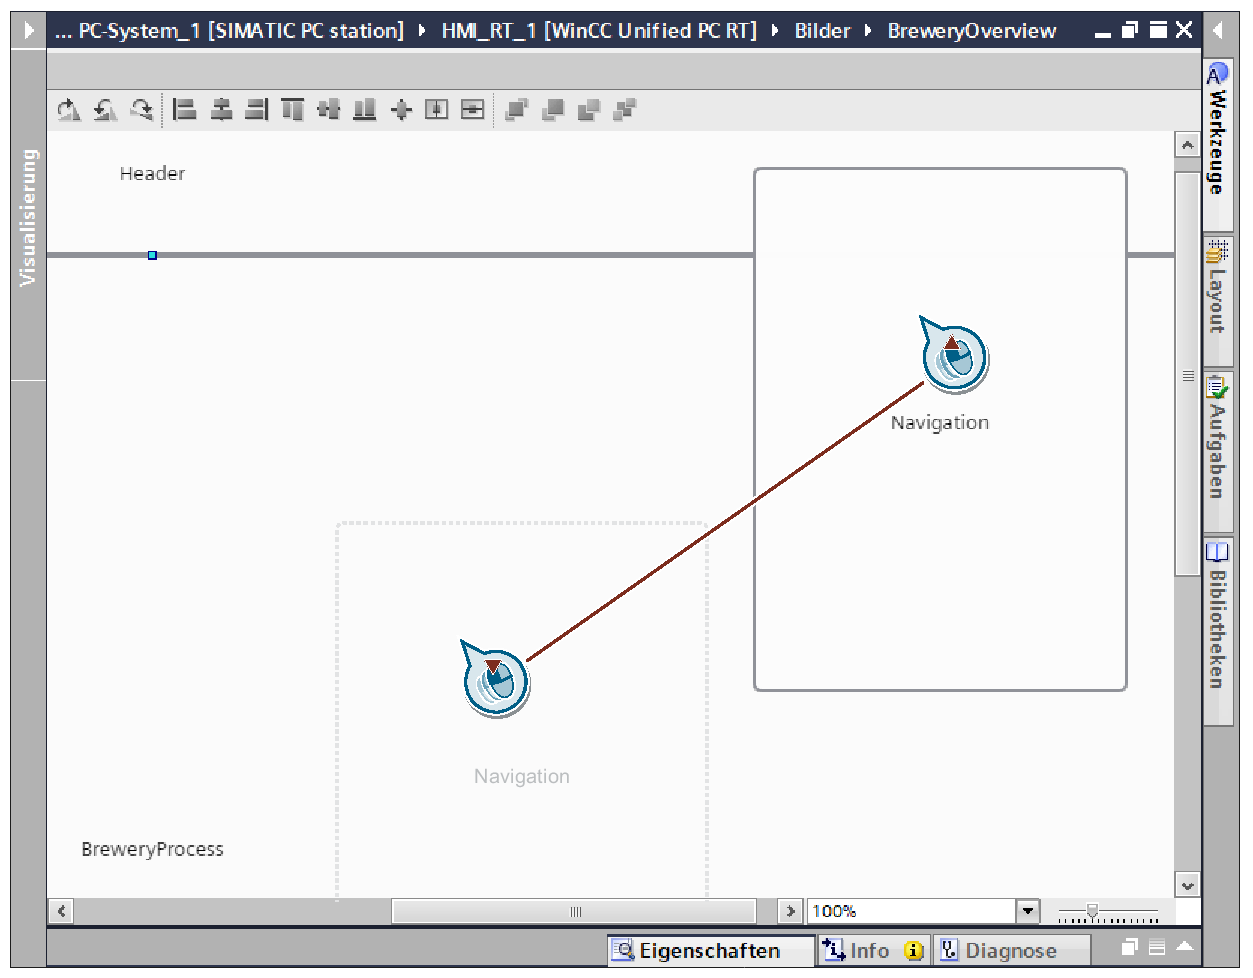 ... PC-System_1 [SIMATIC PC station] HMI_RT_1 [WinCC Unified PC RT] Bilder BreweryOverview
Visualisierung
Header
Navigation
Navigation
BreweryProcess
Werkzeuge
Layout
Aufgaben
Bibliotheken
100%
Eigenschaften
Info
Diagnose